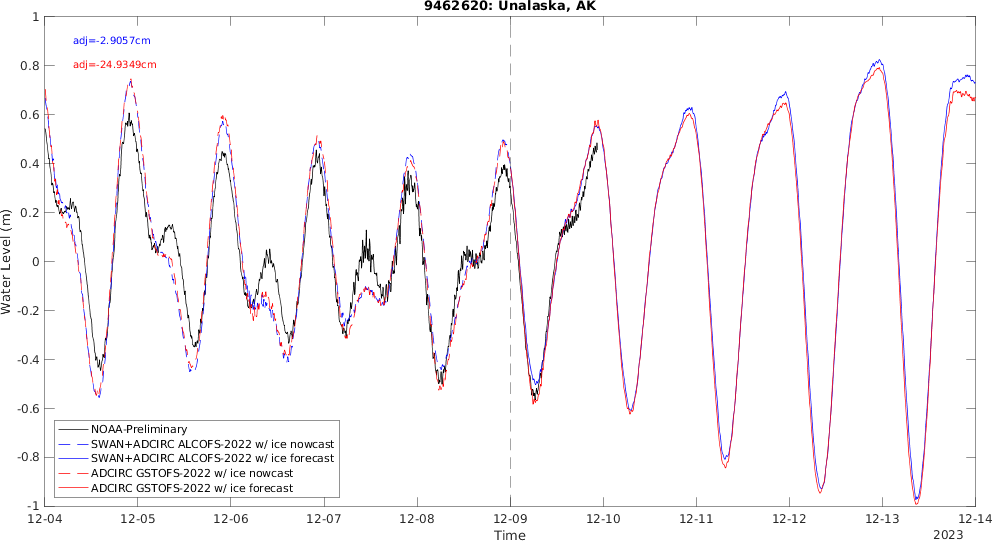 9462620: Unalaska, AK
adj=-2.9057cm
adj=-24.9349cm
Water Level (m)
1
0.8
0.6
0.4
0.2
0
-0.2
-0.4
-0.6
-0.8
-1
NOAA-Preliminary
SWAN+ADCIRC ALCOFS-2022 w/ ice nowcast
SWAN+ADCIRC ALCOFS-2022 w/ ice forecast
ADCIRC GSTOFS-2022 w/ ice nowcast
ADCIRC GSTOFS-2022 w/ ice forecast
12-04 12-05 12-06 12-07 12-08 12-09 12-10 12-11 12-12 12-13 12-14
Time
2023